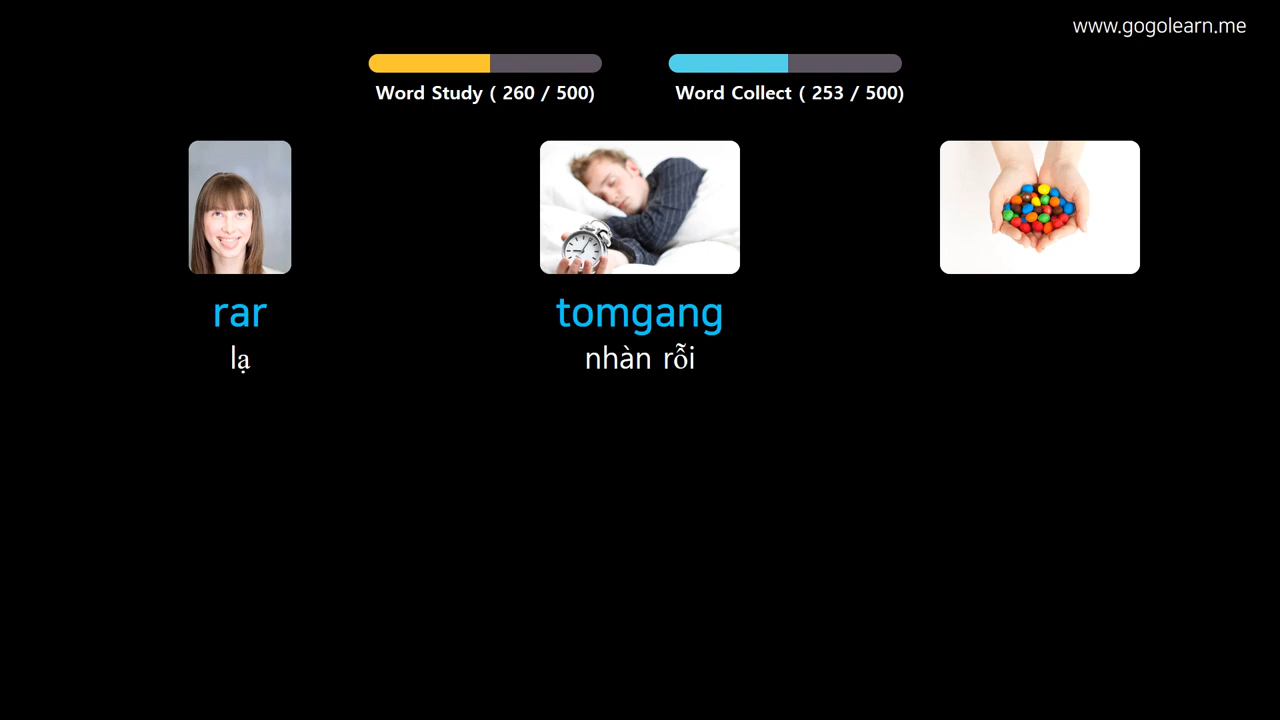 www.gogolearn.me
Word Study ( 260 / 500)
Word Collect ( 253 / 500)
rar
tomgang
lạ
nhàn rỗi